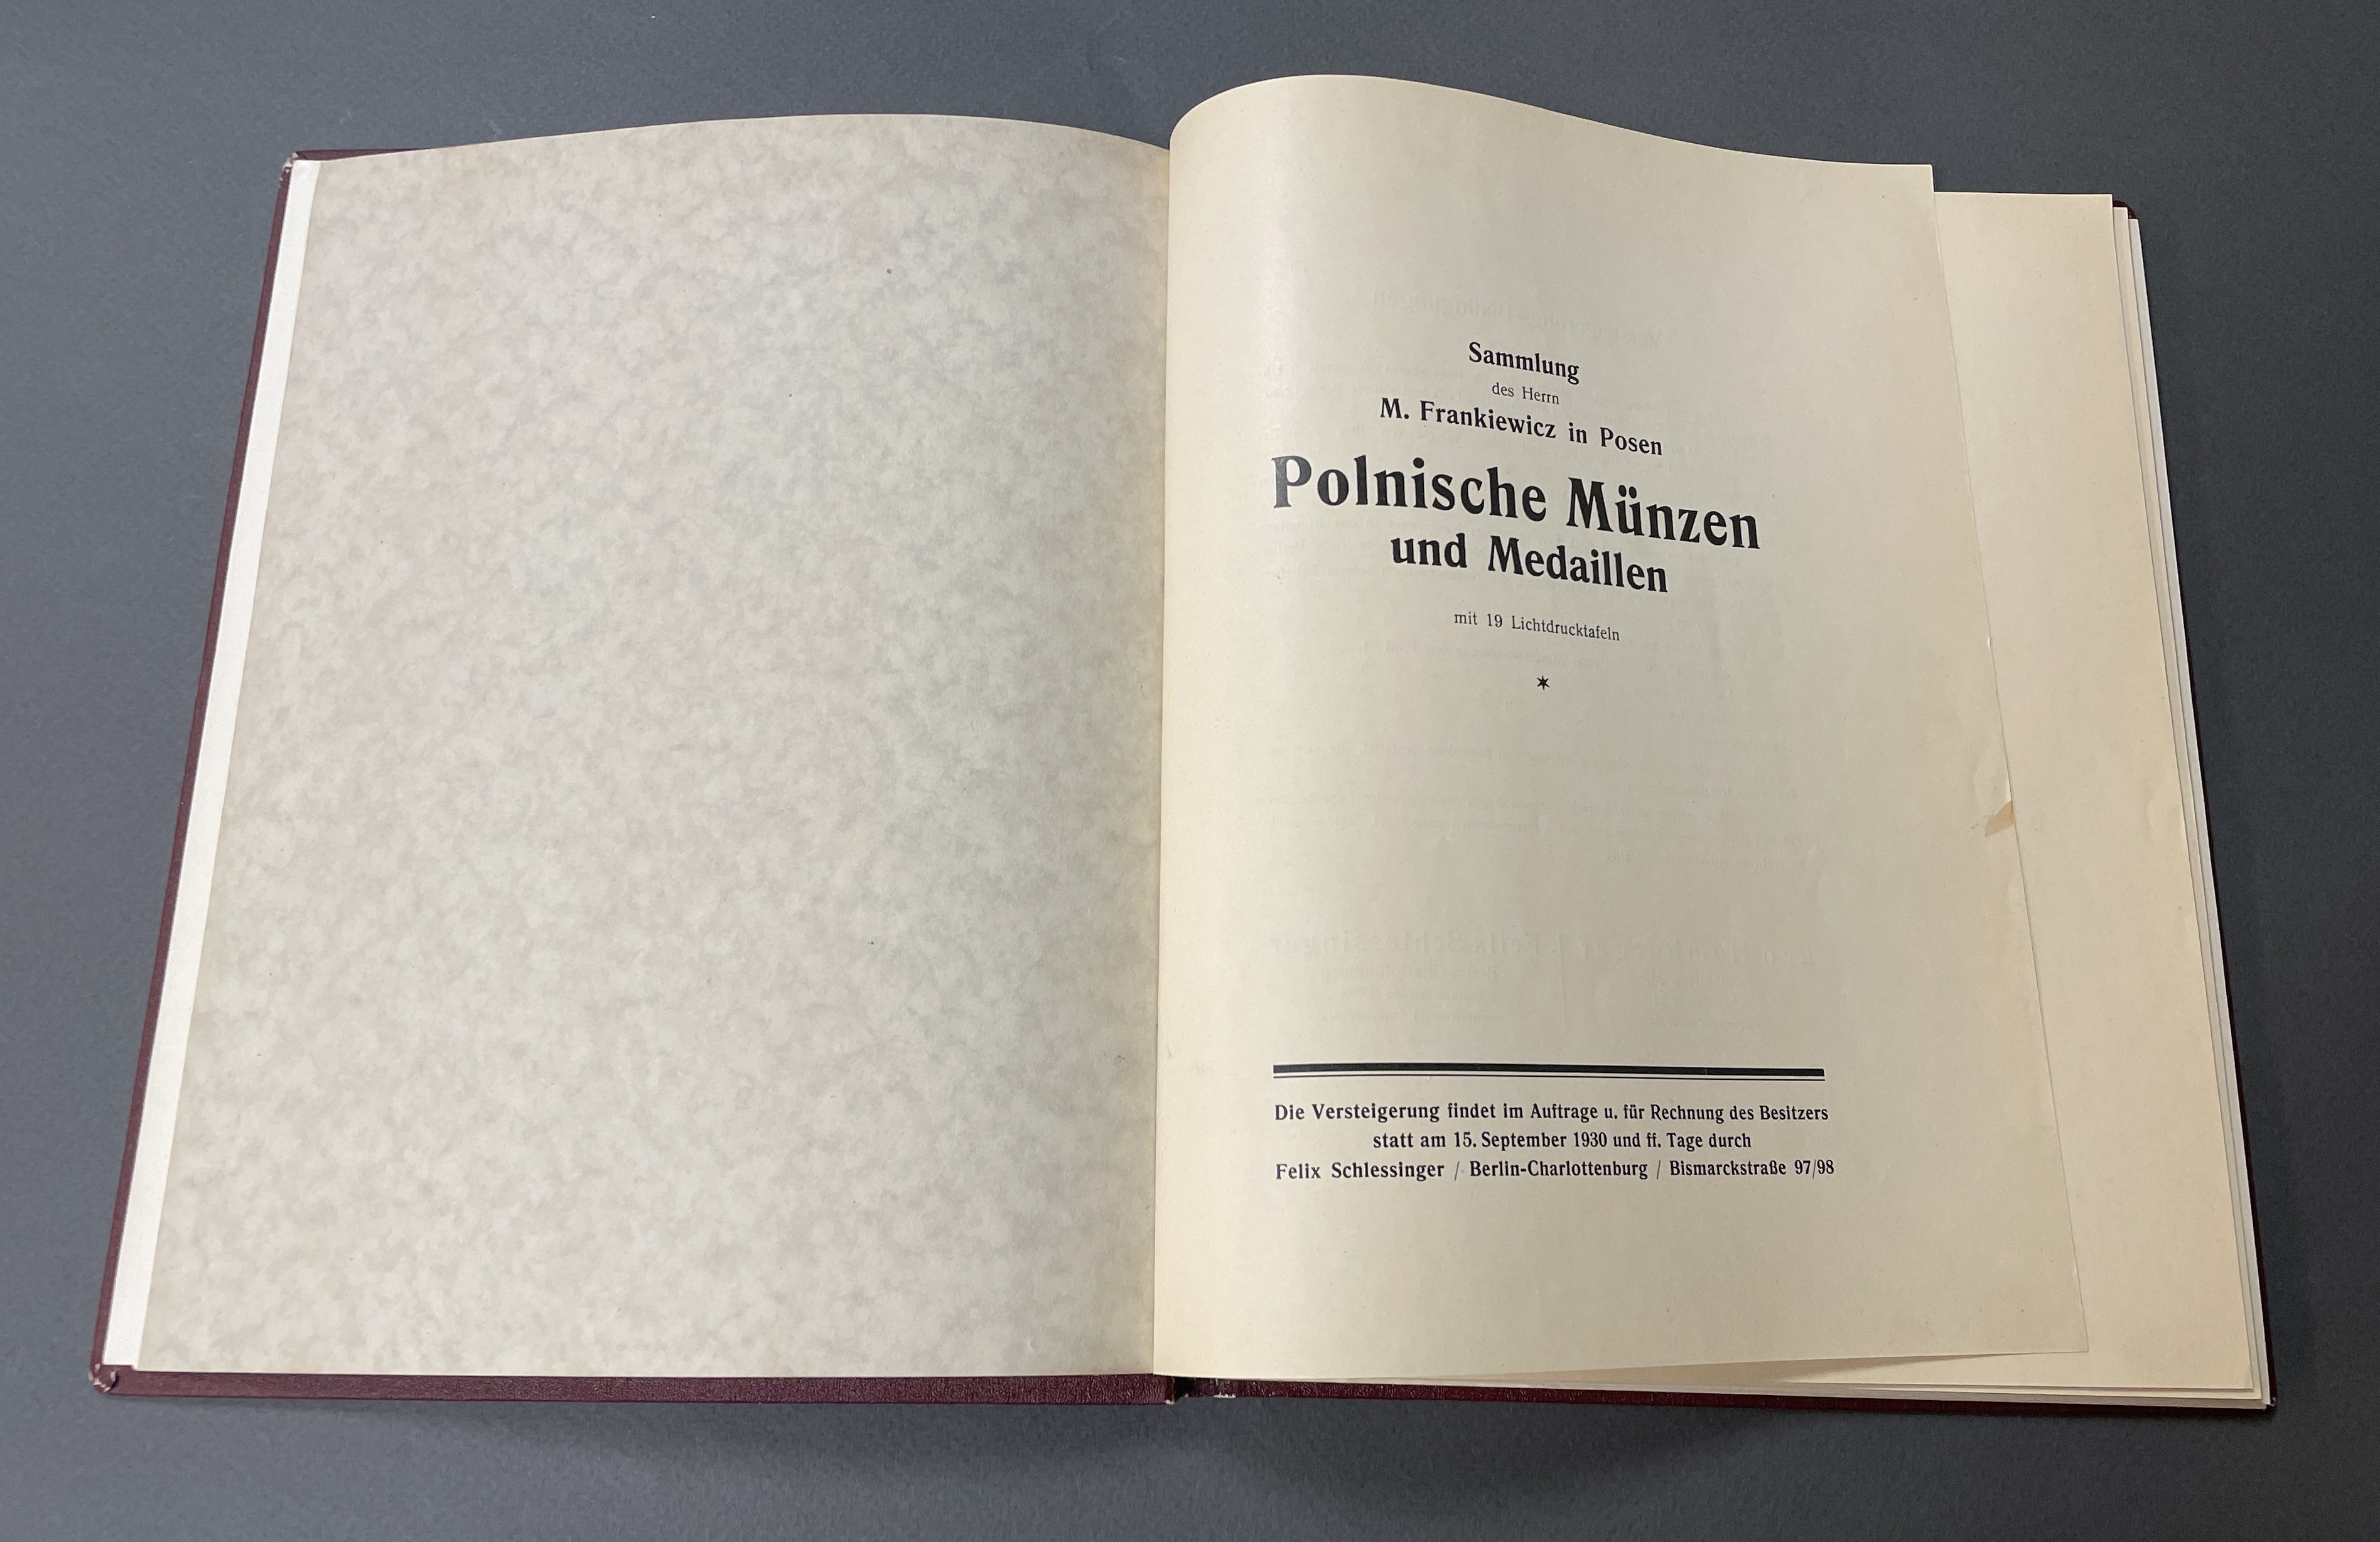 Sammlung
des Herrn
M. Frankiewicz in Posen
Polnische Münzen
und Medaillen
mit 19 Lichtdrucktafeln
*
Die Versteigerung findet im Auftrage u. für Rechnung des Besitzers
statt am 15. September 1930 und ff. Tage durch
Felix Schlessinger / Berlin-Charlottenburg / Bismarckstraße 97/98